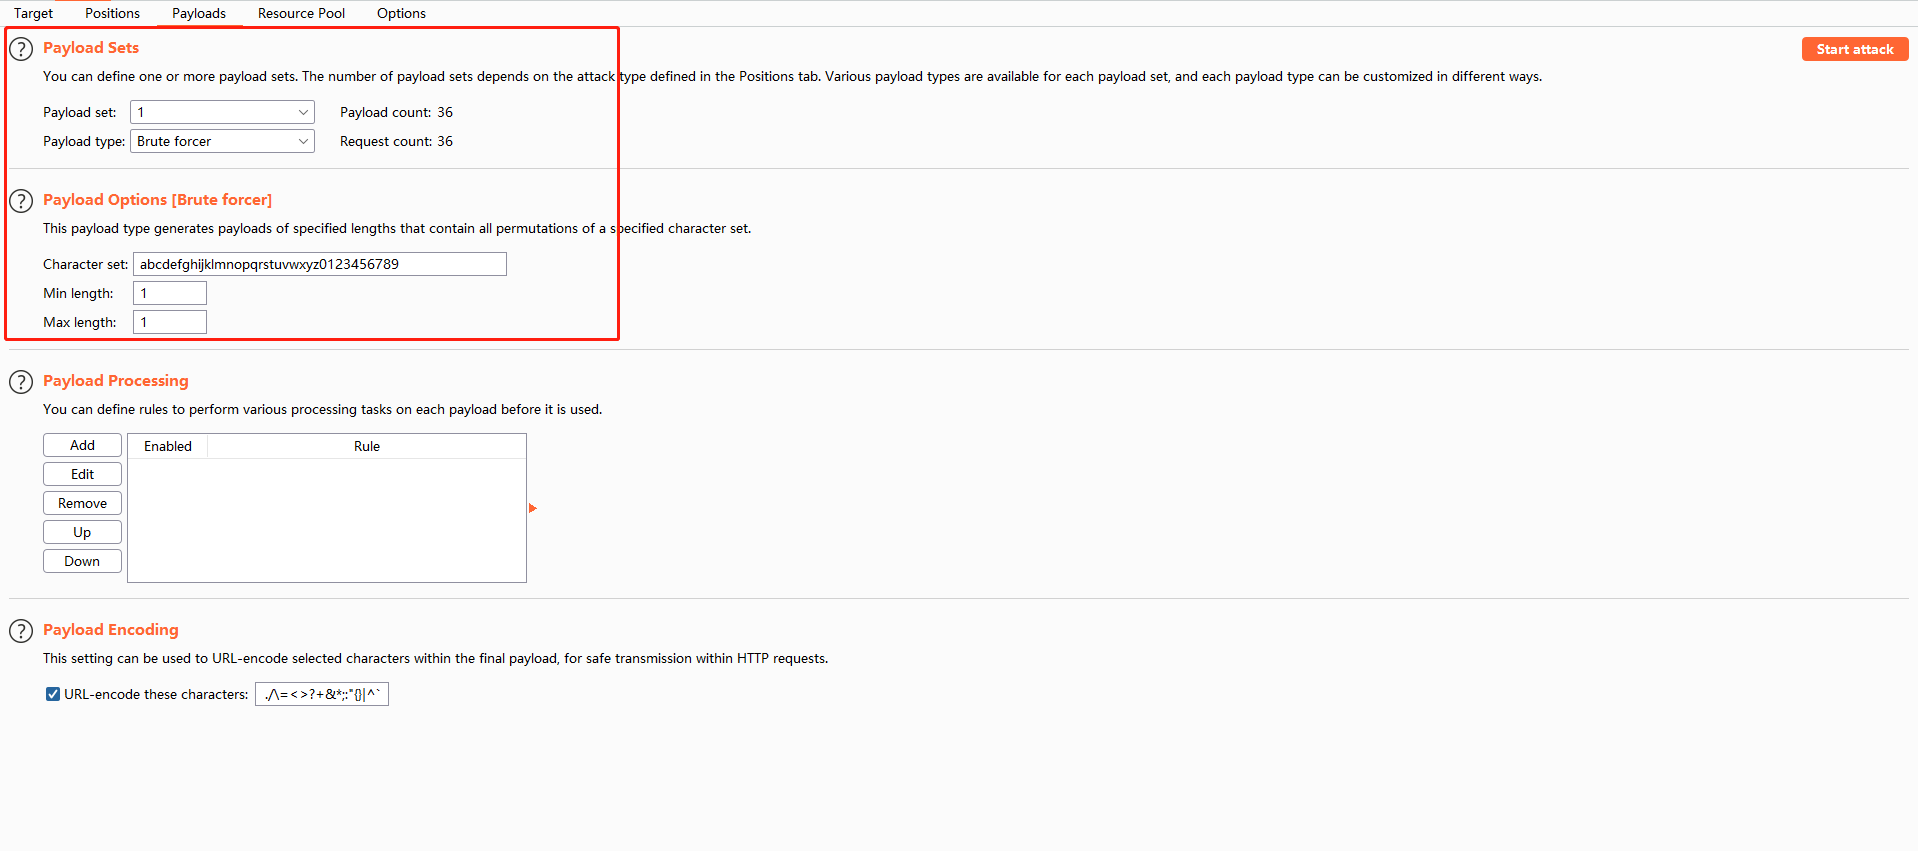 Target Positions Payloads Resource Pool Options
? Payload Sets
Start attack
You can define one or more payload sets. The number of payload sets depends on the attack type defined in the Positions tab. Various payload types are available for each payload set, and each payload type can be customized in different ways.
Payload set: 1 Payload count: 36
Payload type: Brute forcer Request count: 36
? Payload Options [Brute forcer]
This payload type generates payloads of specified lengths that contain all permutations of a specified character set.
Character set: abcdefghijklmnopqrstuvwxyz0123456789
Min length: 1
Max length: 1
? Payload Processing
You can define rules to perform various processing tasks on each payload before it is used.
Add Enabled Rule
Edit
Remove
Up
Down
? Payload Encoding
This setting can be used to URL-encode selected characters within the final payload, for safe transmission within HTTP requests.
URL-encode these characters: ./\=<>?+&*;:"{}|^`